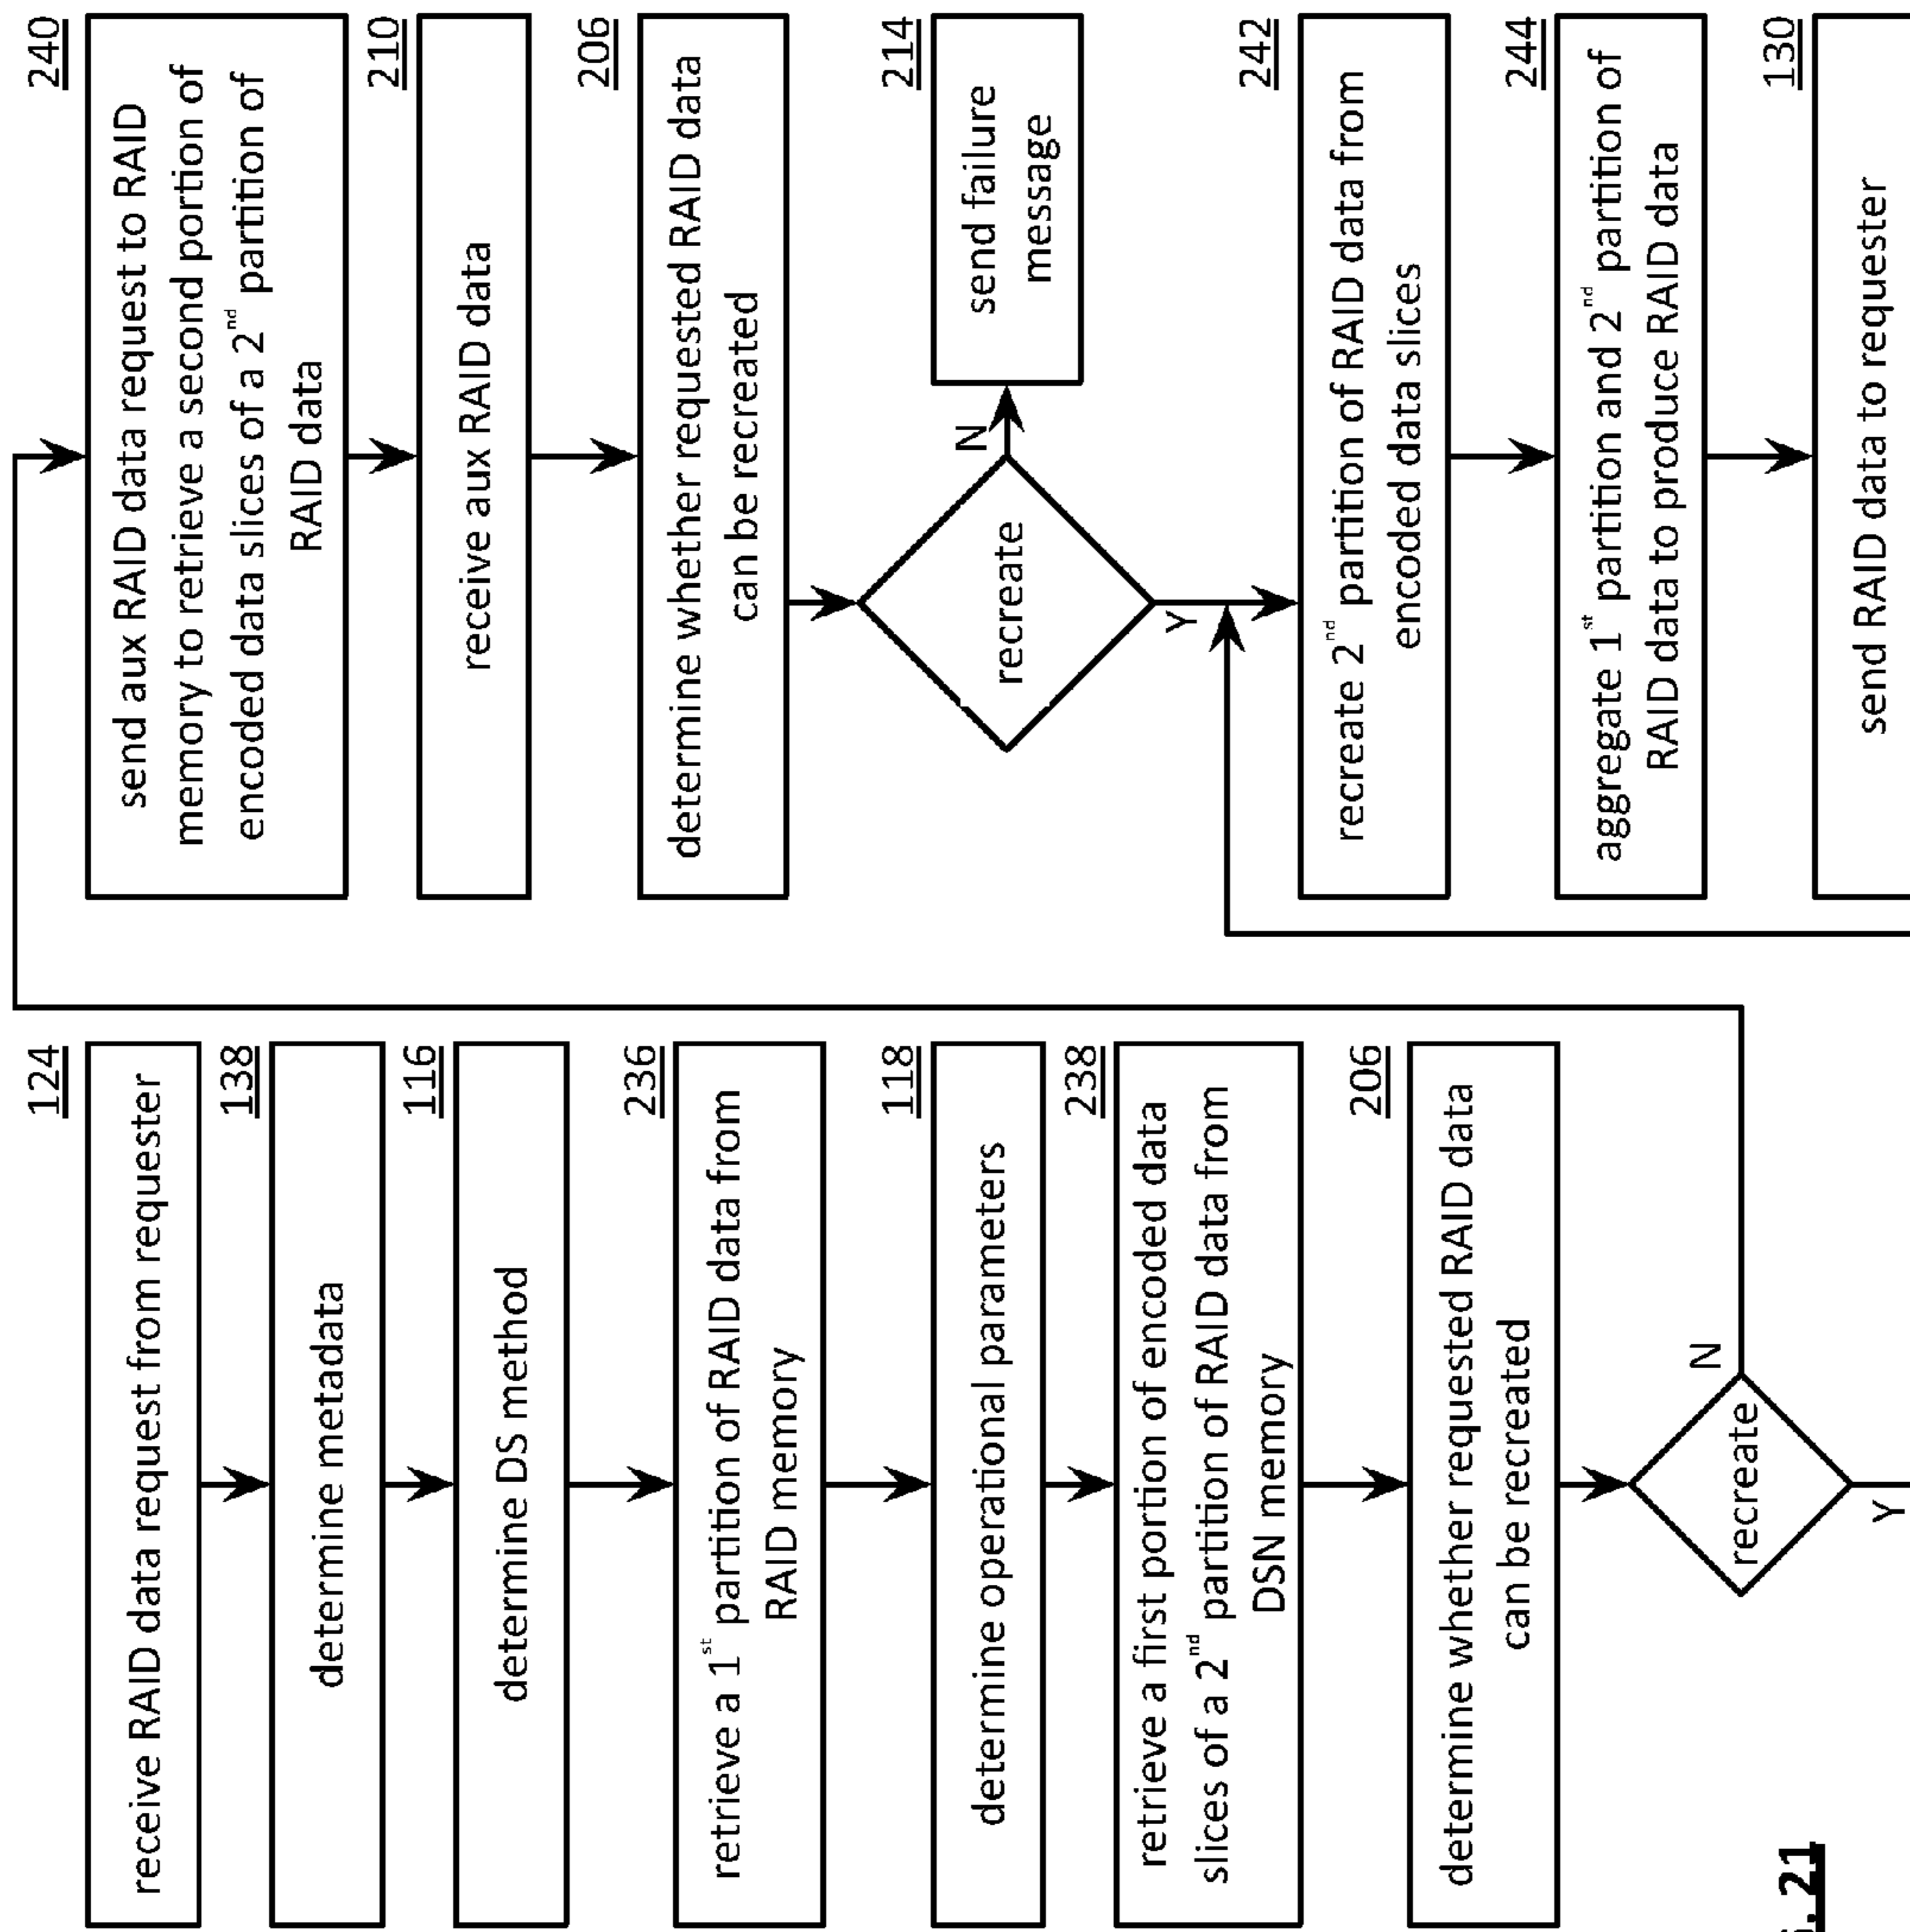 124
receive RAID data request from requester
138
determine metadata
116
determine DS method
236
retrieve a 1st partition of RAID data from
RAID memory
118
determine operational parameters
238
retrieve a first portion of encoded data
slices of a 2nd partition of RAID data from
DSN memory
206
determine whether requested RAID data
can be recreated
recreate
N
Y
240
send aux RAID data request to RAID
memory to retrieve a second portion of
encoded data slices of a 2nd partition of
RAID data
210
receive aux RAID data
206
determine whether requested RAID data
can be recreated
recreate
N
214
send failure
message
Y
242
recreate 2nd partition of RAID data from
encoded data slices
244
aggregate 1st partition and 2nd partition of
RAID data to produce RAID data
130
send RAID data to requester
21